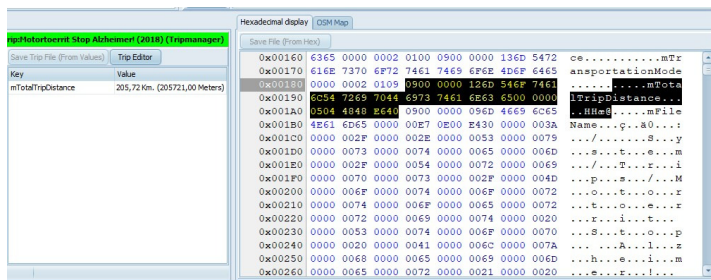 Hexadecimal display OSM Map
rip:Motortoerrit Stop Alzheimer! (2018) (Tripmanager)
Save Trip File (From Values) Trip Editor
Key Value
mTotalTripDistance 205,72 Km. (205721,00 Meters)
Save File (From Hex)
0x00160 6365 0000 0002 0100 0900 0000 136D 5472 ce...........mTr
0x00170 616E 7370 6F72 7461 7469 6F6E 4D6F 6465 ansportationMode
0x00180 0000 0002 0109 0900 0000 126D 546F 7461 ...........mTota
0x00190 6C54 7269 7044 6973 7461 6E63 6500 0000 lTripDistance...
0x001A0 0504 4848 E640 0900 0000 096D 4669 6C65 ..HHæ@.....mFile
0x001B0 4E61 6D65 0000 00E7 0E00 E430 0000 003A Name...ç..ä0...:
0x001C0 0000 002F 0000 002E 0000 0053 0000 0079 .../.......S...y
0x001D0 0000 0073 0000 0074 0000 0065 0000 006D ...s...t...e...m
0x001E0 0000 002F 0000 0054 0000 0072 0000 0069 .../...T...r...i
0x001F0 0000 0070 0000 0073 0000 002F 0000 004D ...p...s.../...M
0x00200 0000 006F 0000 0074 0000 006F 0000 0072 ...o...t...o...r
0x00210 0000 0074 0000 006F 0000 0065 0000 0072 ...t...o...e...r
0x00220 0000 0072 0000 0069 0000 0074 0000 0020 ...r...i...t...
0x00230 0000 0053 0000 0074 0000 006F 0000 0070 ...S...t...o...p
0x00240 0000 0020 0000 0041 0000 006C 0000 007A ... ...A...l...z
0x00250 0000 0068 0000 0065 0000 0069 0000 006D ...h...e...i...m
0x00260 0000 0065 0000 0072 0000 0021 0000 0020 ...e...r...!...